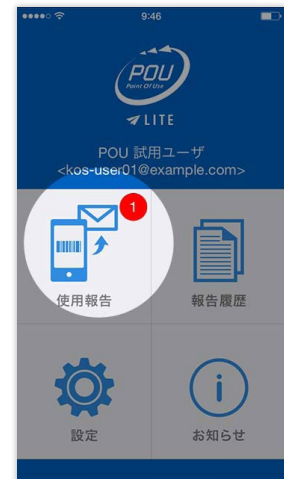 9:46
POU
Point Of Use
LITE
POU 試用ユーザ
<kos-user01@example.com>
1
使用報告
報告履歴
設定
お知らせ